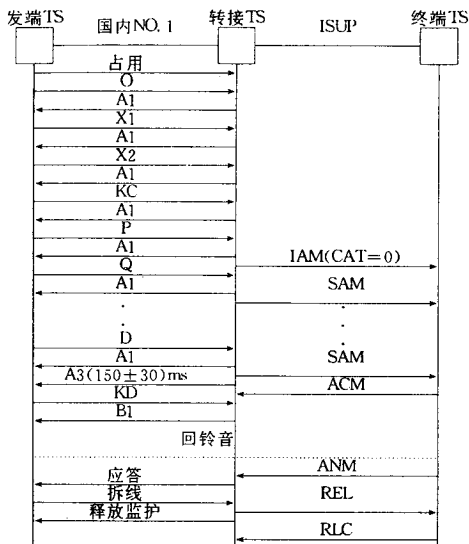 发端TS 国内NO.1 转接TS ISUP 终端TS
占用
O
A1
X1
A1
X2
A1
KC
A1
P
A1
Q IAM(CAT=0)
A1 SAM
.
.
D
A1 SAM
A3(150±30)ms
KD ACM
B1
回铃音
应答 ANM
拆线 REL
释放监护
RLC